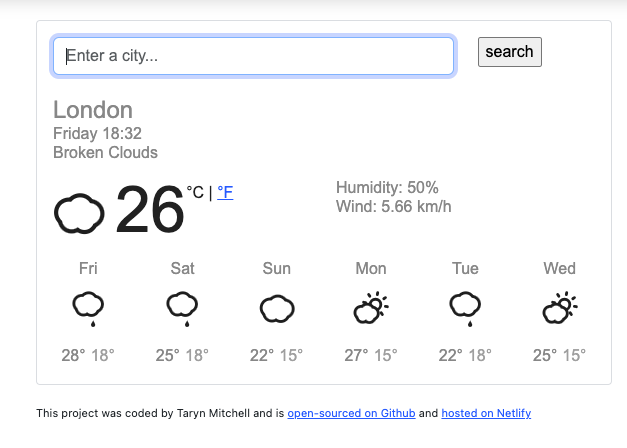 Enter a city...
search
London
Friday 18:32
Broken Clouds
26 °C | °F
Humidity: 50%
Wind: 5.66 km/h
Fri Sat Sun Mon Tue Wed
28° 18° 25° 18° 22° 15° 27° 15° 22° 18° 25° 15°
This project was coded by Taryn Mitchell and is open-sourced on Github and hosted on Netlify